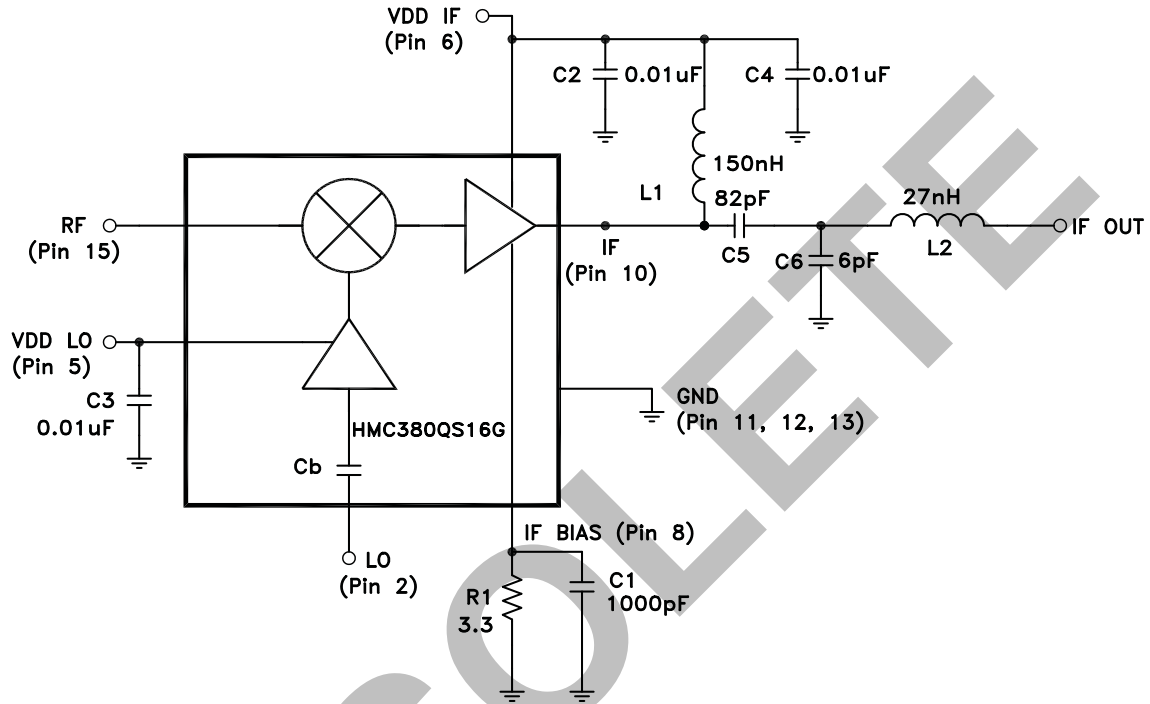 VDD IF
(Pin 6)
C2
0.01uF
C4
0.01uF
150nH
L1
82pF
27nH
RF
(Pin 15)
IF
(Pin 10)
C5
C6
6pF
L2
IF OUT
VDD LO
(Pin 5)
C3
0.01uF
GND
(Pin 11, 12, 13)
HMC380QS16G
Cb
LO
(Pin 2)
IF BIAS (Pin 8)
R1
3.3
C1
1000pF
OLETE